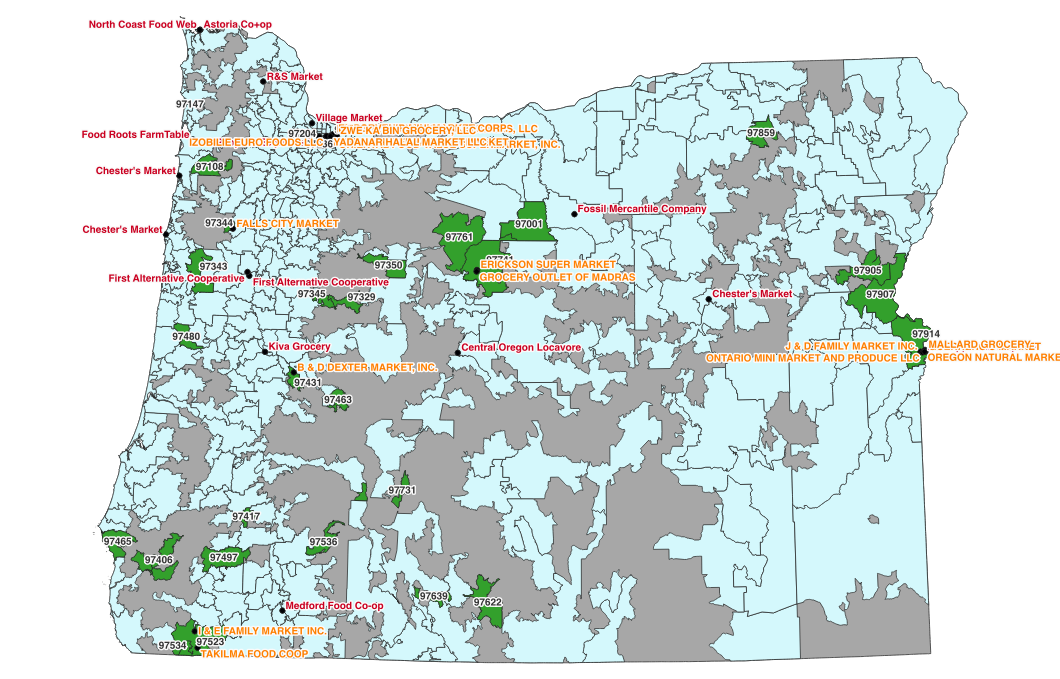 North Coast Food Web
Astoria Co+op
R&S Market
97147
Village Market
97204
ZWE KA BIN GROCERY, LLC
CORPS, LLC
Food Roots FarmTable
IZOBILIE EURO FOODS LLC
YADANAR HALAL MARKET LLC
RKET, INC.
97859
97108
Chester's Market
97344
FALLS CITY MARKET
Chester's Market
97761
97001
Fossil Mercantile Company
97343
97350
97741
ERICKSON SUPER MARKET
GROCERY OUTLET OF MADRAS
First Alternative Cooperative
First Alternative Cooperative
97345
97329
97905
97907
Chester's Market
97480
97914
Kiva Grocery
Central Oregon Locavore
J & D FAMILY MARKET INC.
MALLARD GROCERY
ONTARIO MINI MARKET AND PRODUCE LLC
OREGON NATURAL MARKE
B & D DEXTER MARKET, INC.
97431
97463
97731
97417
97465
97406
97497
97536
97639
97622
Medford Food Co-op
I & E FAMILY MARKET INC.
97534
97523
TAKILMA FOOD COOP